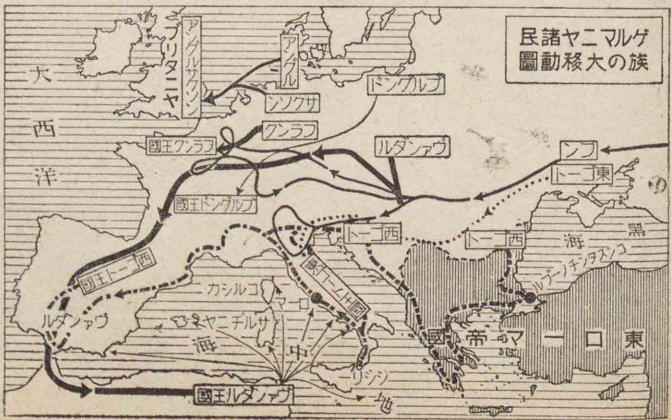 ゲルマニヤ諸民
族の大移動圖
大西洋
ブリタニヤ
アングルサクソン
アングル
サクソン
ブルグンド
フランク
フランク王國
ヴァンダル
フン
東ゴート
ブルグンド王國
西ゴート
西ゴート
黑海
コンスタンチノープル
東ゴート王國
西ゴート王國
コルシカ
ローマ
サルヂニヤ
ヴァンダル
東ローマ帝國
地中海
シシリ
ヴァンダル王國